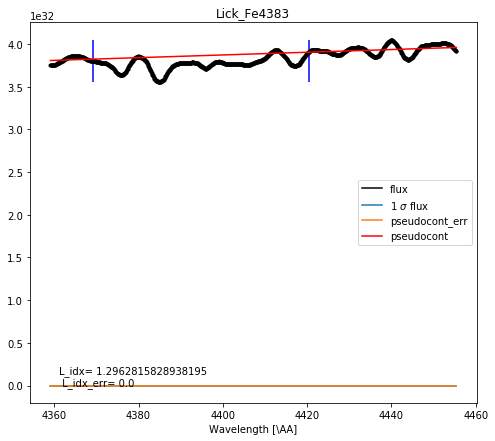 Lick_Fe4383
1e32
4.0
3.5
3.0
2.5
2.0
1.5
1.0
0.5
0.0
flux
1 σ flux
pseudocont_err
pseudocont
L_idx= 1.2962815828938195
L_idx_err= 0.0
4360 4380 4400 4420 4440 4460
Wavelength [\AA]